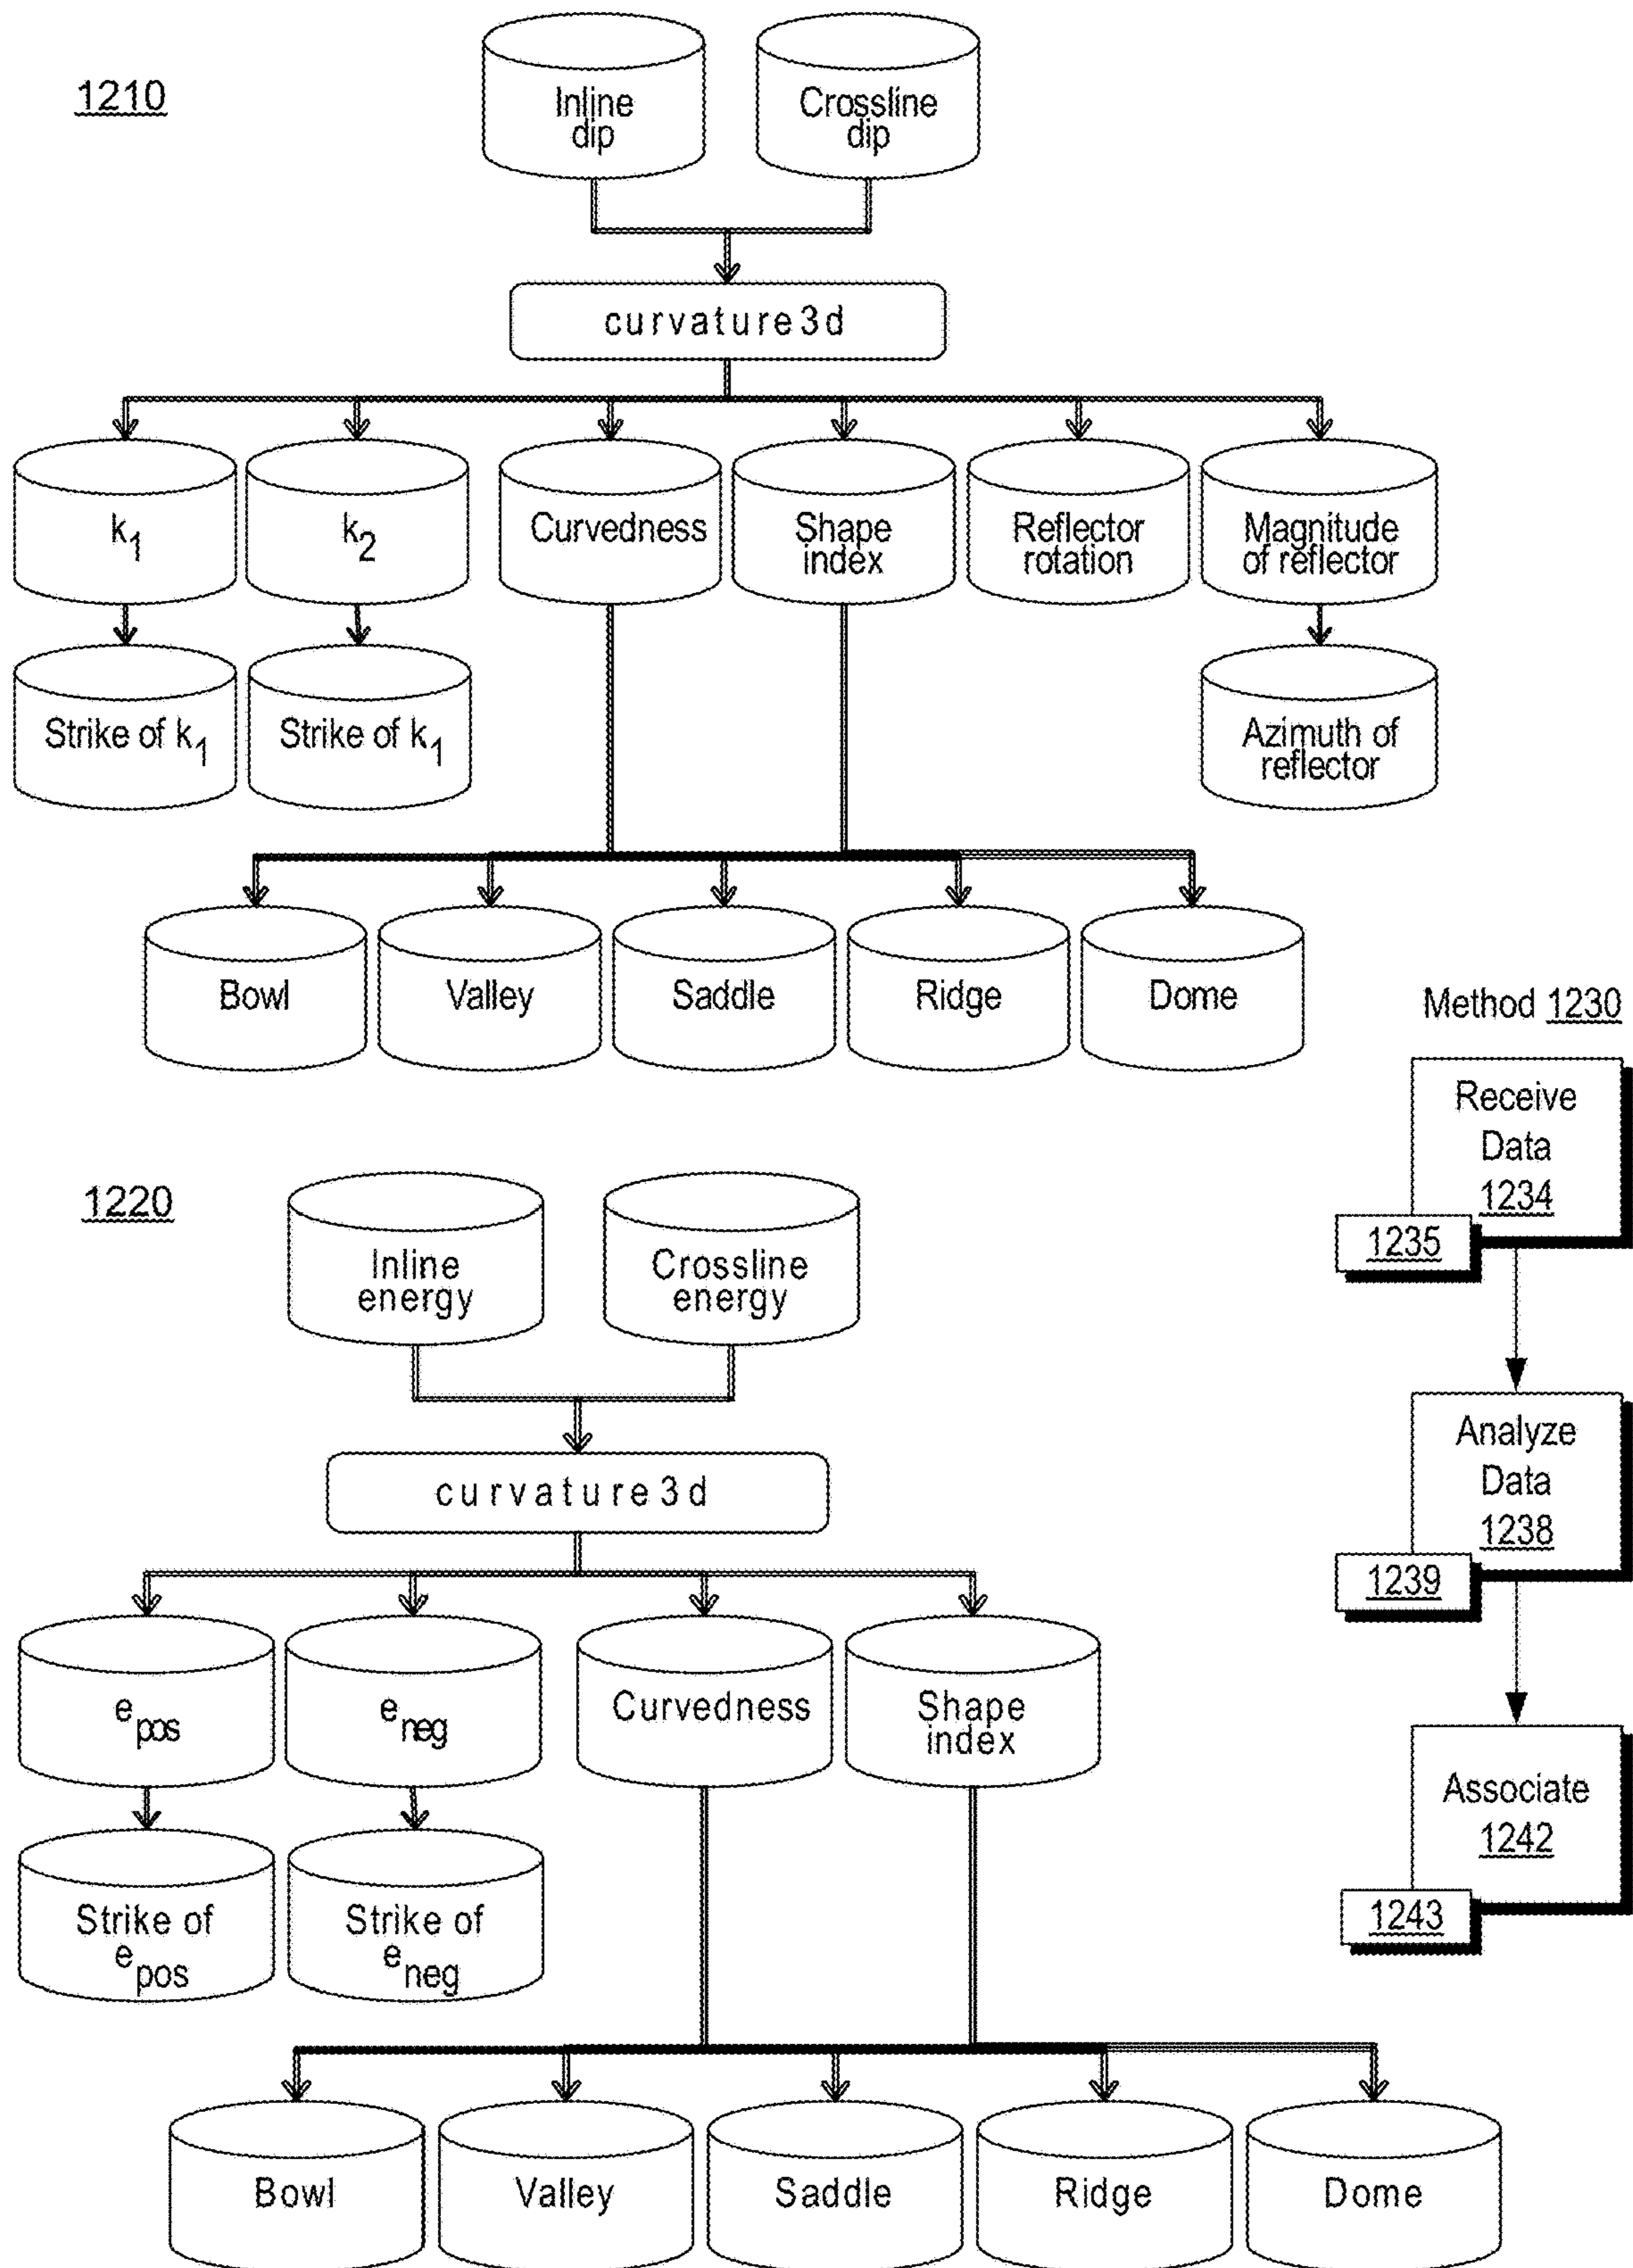 1210
Inline
dip
Crossline
dip
curvature3d
k1
k2
Curvedness
Shape
index
Reflector
rotation
Magnitude
of reflector
Strike of k1
Strike of k1
Azimuth of
reflector
Bowl
Valley
Saddle
Ridge
Dome
Method 1230
Receive
Data
1234
1235
Analyze
Data
1238
1239
Associate
1242
1243
1220
Inline
energy
Crossline
energy
curvature3d
epos
eneg
Curvedness
Shape
index
Strike of
epos
Strike of
eneg
Bowl
Valley
Saddle
Ridge
Dome